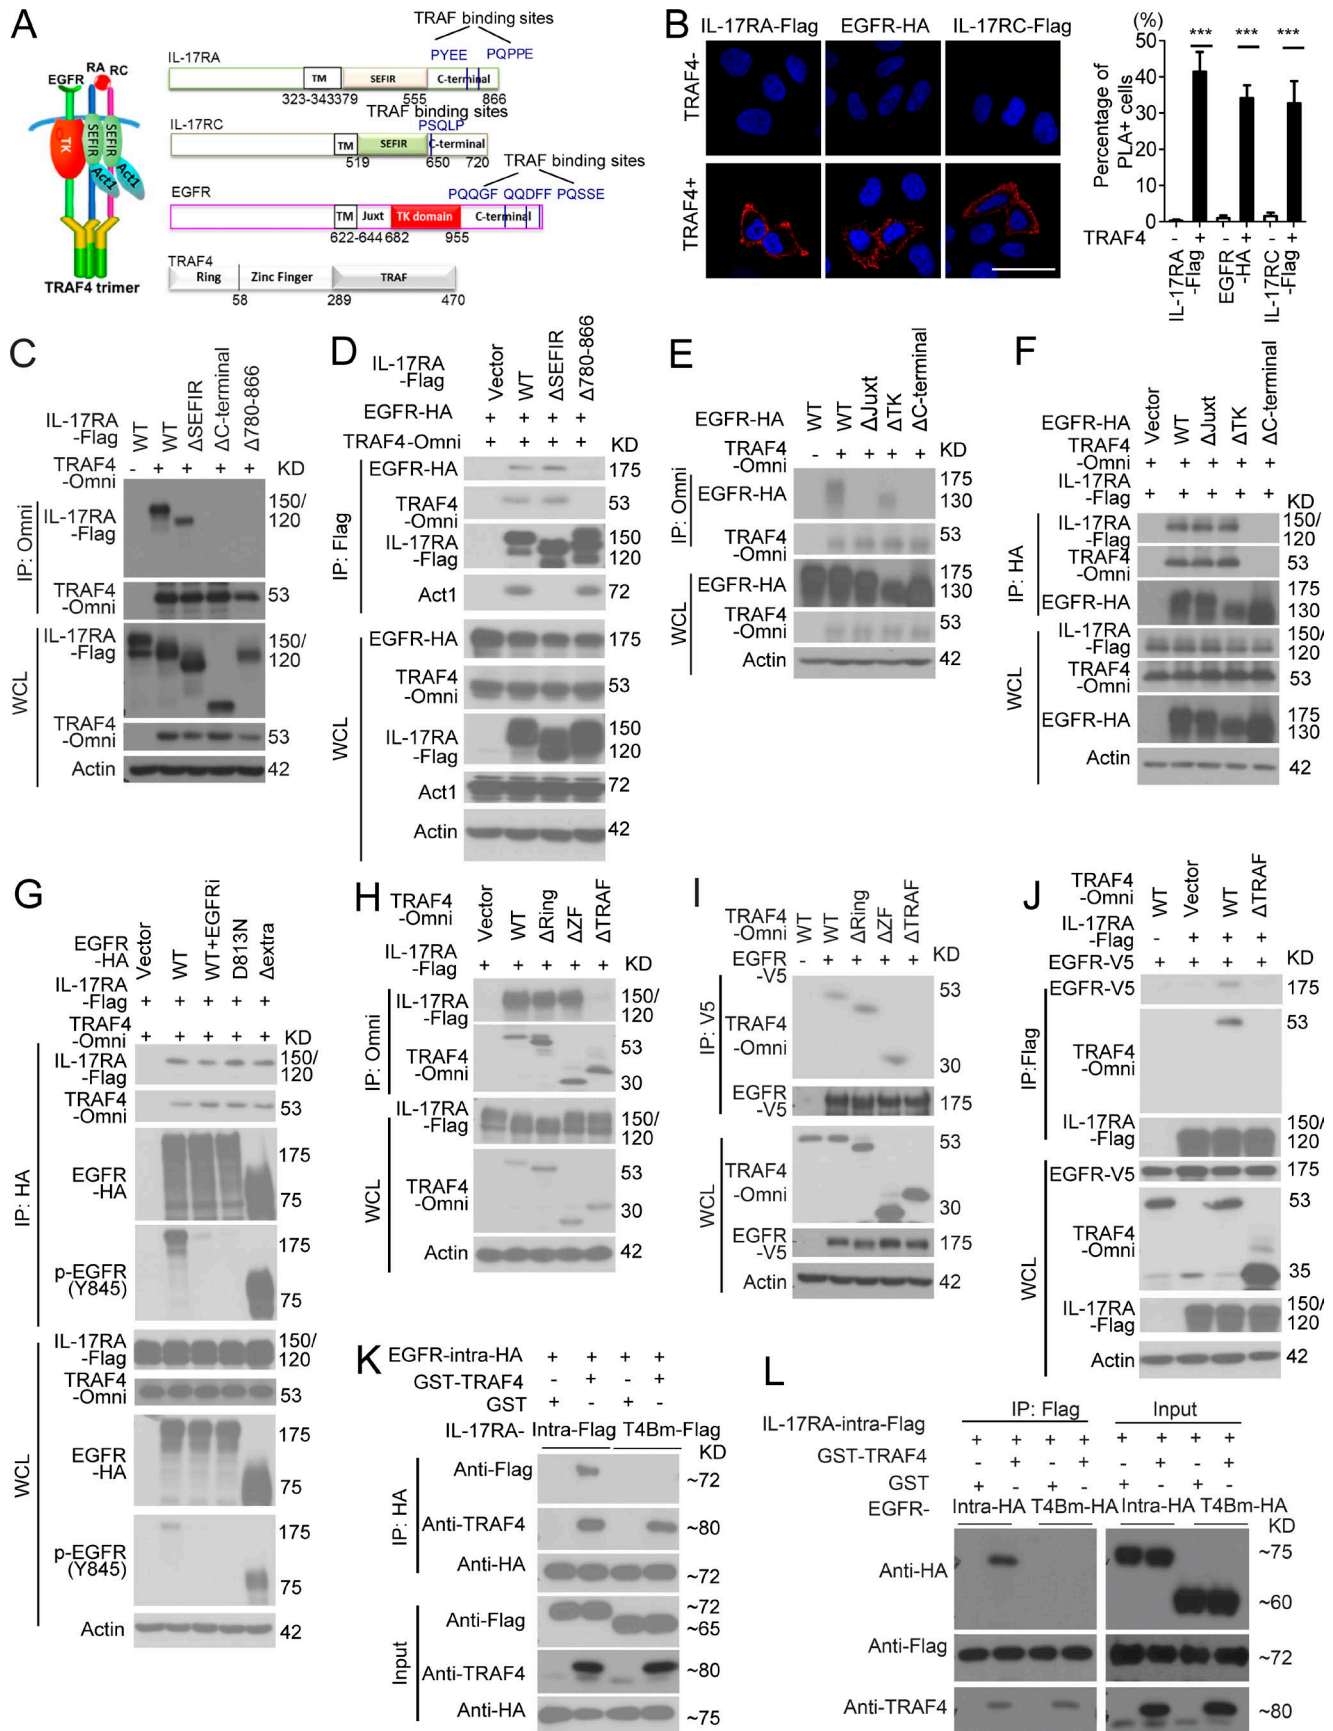 A
TRAF binding sites
PYEE PQPPE
IL-17RA
TM SEFIR C-terminal
323-343379 555 866
TRAF binding sites
PSQLP
IL-17RC
TM SEFIR C-terminal
519 650 720
TRAF binding sites
PQQGF QQDFF PQSSE
EGFR
TM Juxt TK domain C-terminal
622-644 682 955
TRAF4
Ring Zinc Finger TRAF
58 289 470
EGFR RA RC
TK SEFIR SEFIR
Act1 Act1
TRAF4 trimer
B
IL-17RA-Flag EGFR-HA IL-17RC-Flag
TRAF4-
TRAF4+
(%)
Percentage of
PLA+ cells
50
40
30
20
10
0
*** *** ***
TRAF4 - + - + - +
IL-17RA
-Flag
EGFR
-HA
IL-17RC
-Flag
C
IL-17RA
-Flag
WT WT ΔSEFIR ΔC-terminal Δ780-866
TRAF4
-Omni
- + + + + KD
IP: Omni
IL-17RA
-Flag
150/
120
TRAF4
-Omni
53
WCL
IL-17RA
-Flag
150/
120
TRAF4
-Omni
53
Actin 42
D
IL-17RA
-Flag
Vector WT ΔSEFIR Δ780-866
EGFR-HA + + + +
TRAF4-Omni + + + + KD
IP: Flag
EGFR-HA 175
TRAF4
-Omni
53
IL-17RA
-Flag
150
120
Act1 72
WCL
EGFR-HA 175
TRAF4
-Omni
53
IL-17RA
-Flag
150
120
Act1 72
Actin 42
E
EGFR-HA WT WT ΔJuxt ΔTK ΔC-terminal
TRAF4
-Omni
- + + + + KD
IP: Omni
EGFR-HA 175
130
TRAF4
-Omni
53
WCL
EGFR-HA 175
130
TRAF4
-Omni
53
Actin 42
F
EGFR-HA Vector WT ΔJuxt ΔTK ΔC-terminal
TRAF4
-Omni
+ + + + +
IL-17RA
-Flag
+ + + + + KD
IP: HA
IL-17RA
-Flag
150/
120
TRAF4
-Omni
53
EGFR-HA 175
130
WCL
IL-17RA
-Flag
150/
120
TRAF4
-Omni
53
EGFR-HA 175
130
Actin 42
G
EGFR
-HA
Vector WT WT+EGFRi D813N Δextra
IL-17RA
-Flag
+ + + + +
TRAF4
-Omni
+ + + + + KD
IP: HA
IL-17RA
-Flag
150/
120
TRAF4
-Omni
53
EGFR
-HA
175
75
p-EGFR
(Y845)
175
75
WCL
IL-17RA
-Flag
150/
120
TRAF4
-Omni
53
EGFR
-HA
175
75
p-EGFR
(Y845)
175
75
Actin 42
H
TRAF4
-Omni
Vector WT ΔRing ΔZF ΔTRAF
IL-17RA
-Flag
+ + + + + KD
IP: Omni
IL-17RA
-Flag
150/
120
TRAF4
-Omni
53
30
WCL
IL-17RA
-Flag
150/
120
TRAF4
-Omni
53
30
Actin 42
I
TRAF4
-Omni
WT WT ΔRing ΔZF ΔTRAF
EGFR
-V5
- + + + + KD
IP: V5
TRAF4
-Omni
53
30
EGFR
-V5
175
WCL
TRAF4
-Omni
53
30
EGFR
-V5
175
Actin 42
J
TRAF4
-Omni
WT Vector WT ΔTRAF
IL-17RA
-Flag
- + + +
EGFR-V5 + + + + KD
IP:Flag
EGFR-V5 175
TRAF4
-Omni
53
IL-17RA
-Flag
150/
120
WCL
EGFR-V5 175
TRAF4
-Omni
53
35
IL-17RA
-Flag
150/
120
Actin 42
K
EGFR-intra-HA + + + +
GST-TRAF4 - + - +
GST + - + -
IL-17RA- Intra-Flag T4Bm-Flag
KD
IP: HA
Anti-Flag ~72
Anti-TRAF4 ~80
Anti-HA ~72
Input
Anti-Flag ~72
~65
Anti-TRAF4 ~80
Anti-HA ~75
L
IP: Flag Input
IL-17RA-intra-Flag + + + + + + + +
GST-TRAF4 - + - + - + - +
GST + - + - + - + -
EGFR- Intra-HA T4Bm-HA Intra-HA T4Bm-HA
KD
Anti-HA ~75
~60
Anti-Flag ~72
Anti-TRAF4 ~80